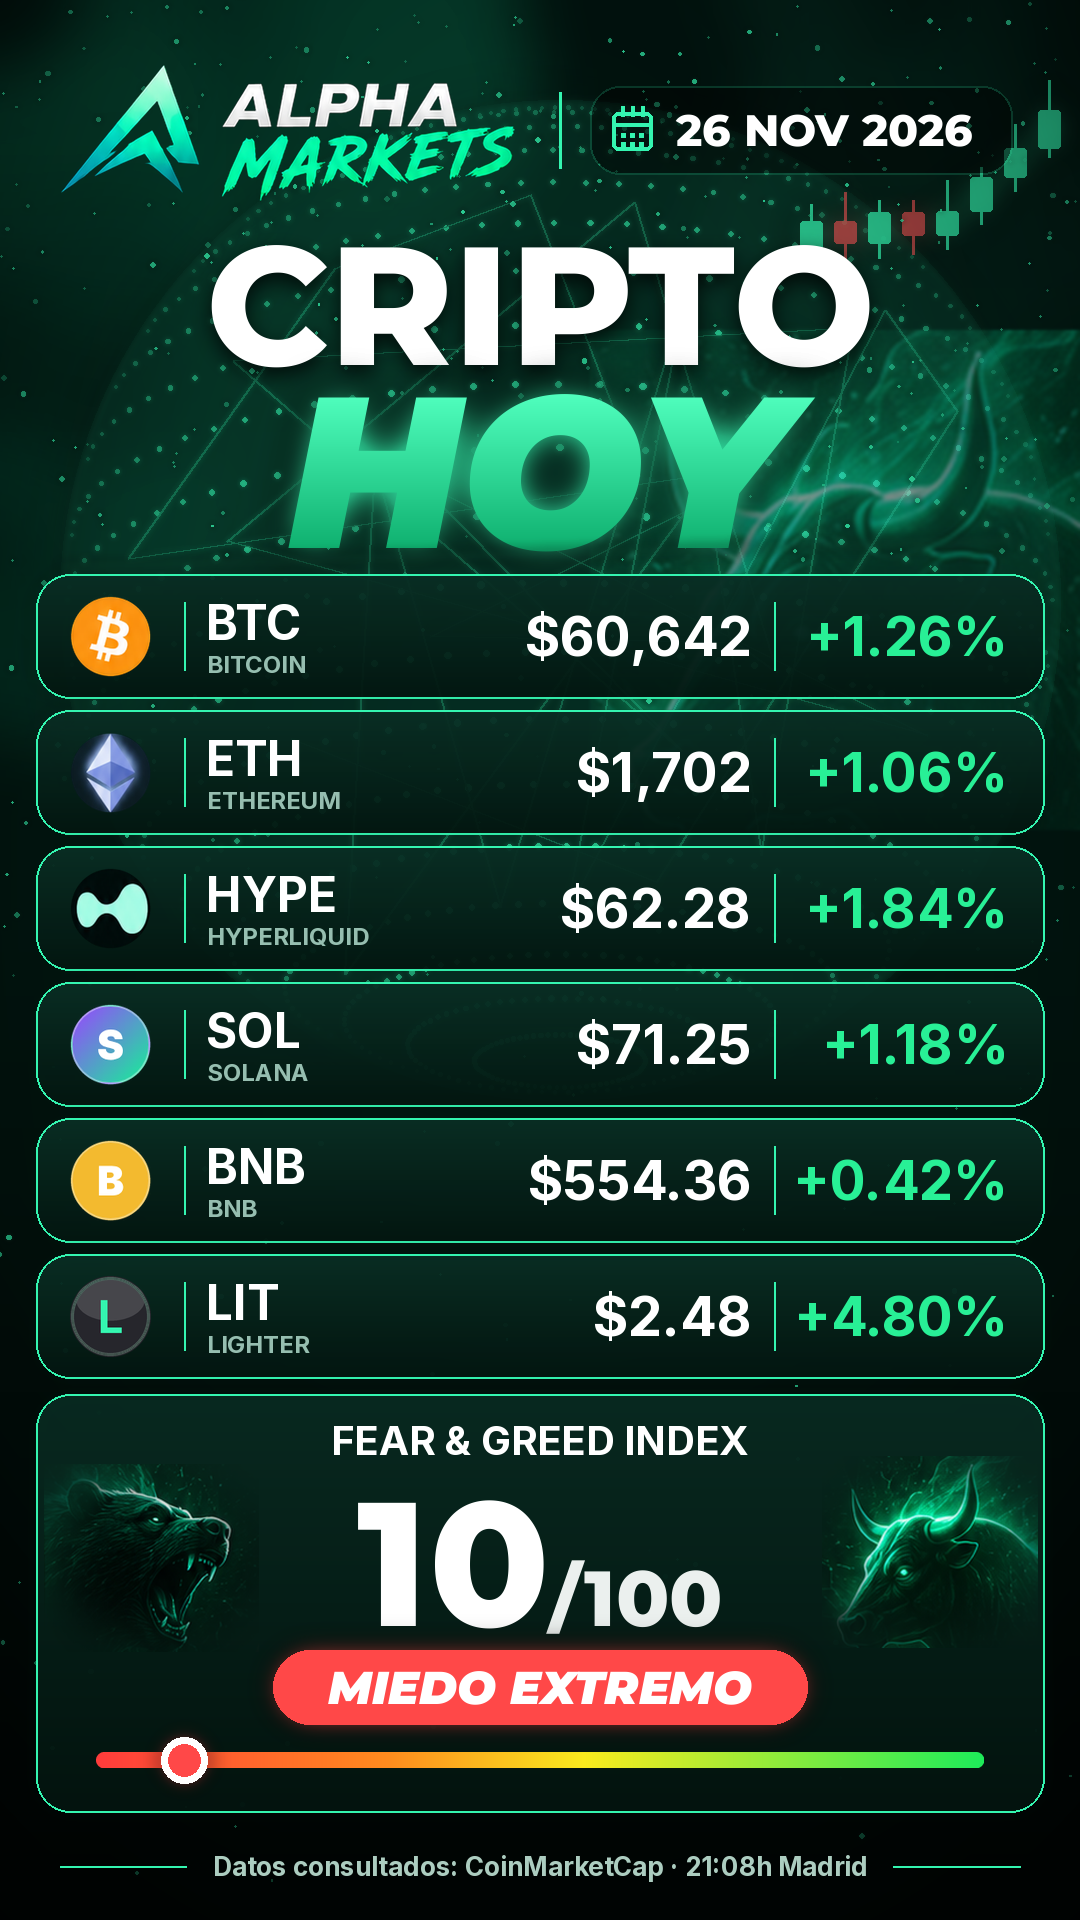 ALPHA
MARKETS
26 NOV 2026
CRIPTO
HOY
BTC
BITCOIN
$60,642
+1.26%
ETH
ETHEREUM
$1,702
+1.06%
HYPE
HYPERLIQUID
$62.28
+1.84%
S
SOL
SOLANA
$71.25
+1.18%
B
BNB
BNB
$554.36
+0.42%
L
LIT
LIGHTER
$2.48
+4.80%
FEAR & GREED INDEX
10/100
MIEDO EXTREMO
Datos consultados: CoinMarketCap · 21:08h Madrid